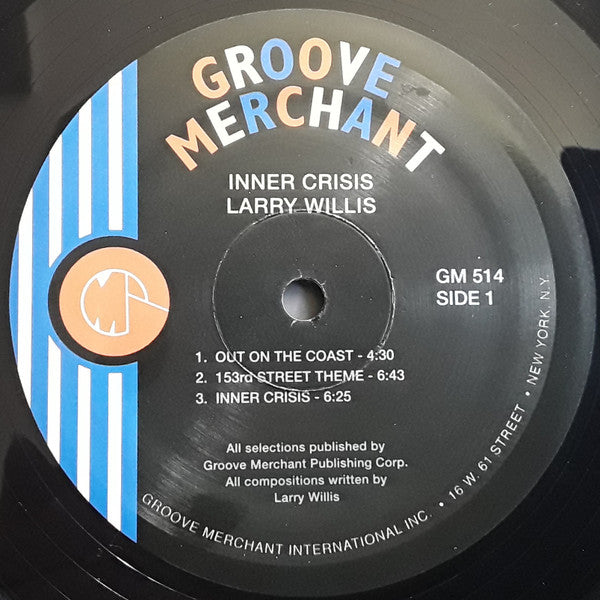 GROOVE
MERCHANT
INNER CRISIS
LARRY WILLIS
GM 514
SIDE 1
1. OUT ON THE COAST - 4:30
2. 153rd STREET THEME - 6:43
3. INNER CRISIS - 6:25
All selections published by
Groove Merchant Publishing Corp.
All compositions written by
Larry Willis
GROOVE MERCHANT INTERNATIONAL INC. • 16 W. 61 STREET • NEW YORK, N.Y.